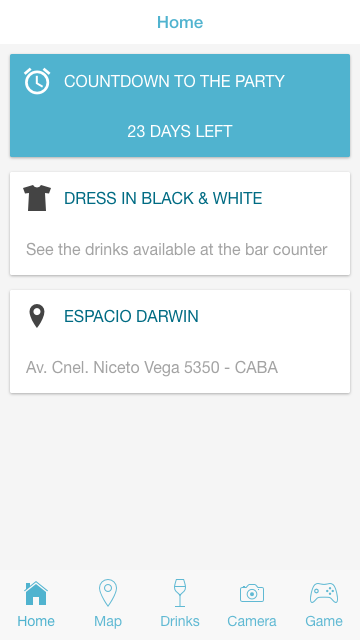 Home
COUNTDOWN TO THE PARTY
23 DAYS LEFT
DRESS IN BLACK & WHITE
See the drinks available at the bar counter
ESPACIO DARWIN
Av. Cnel. Niceto Vega 5350 - CABA
Home
Map
Drinks
Camera
Game